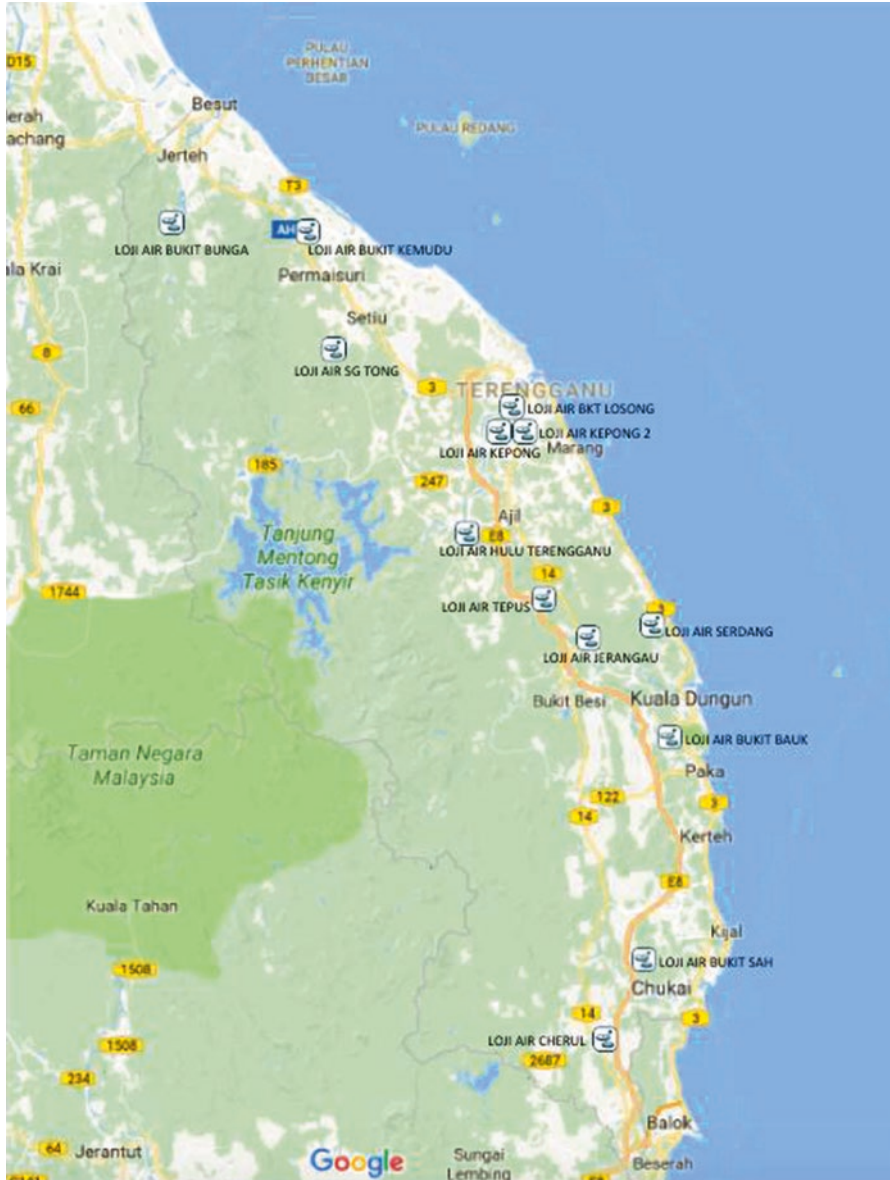 PULAU
PERHENTIAN
BESAR
D15
Besut
erah
achang
PULAU REDANG
Jerteh
T3
AH
LOJI AIR BUKIT BUNGA
LOJI AIR BUKIT KEMUDU
ala Krai
Permaisuri
Setiu
8
LOJI AIR SG TONG
3
TERENGGANU
66
LOJI AIR BKT LOSONG
LOJI AIR KEPONG 2
LOJI AIR KEPONG
Marang
185
247
3
Ajil
Tanjung
Mentong
Tasik Kenyir
E8
LOJI AIR HULU TERENGGANU
14
1744
LOJI AIR TEPUS
3
LOJI AIR SERDANG
LOJI AIR JERANGAU
Bukit Besi
Kuala Dungun
LOJI AIR BUKIT BAUK
Taman Negara
Malaysia
Paka
122
3
14
Kerteh
E8
Kuala Tahan
Kijal
1508
LOJI AIR BUKIT SAH
Chukai
14
3
LOJI AIR CHERUL
1508
2687
234
Balok
64
Jerantut
Google
Sungai
Lembing
Beserah